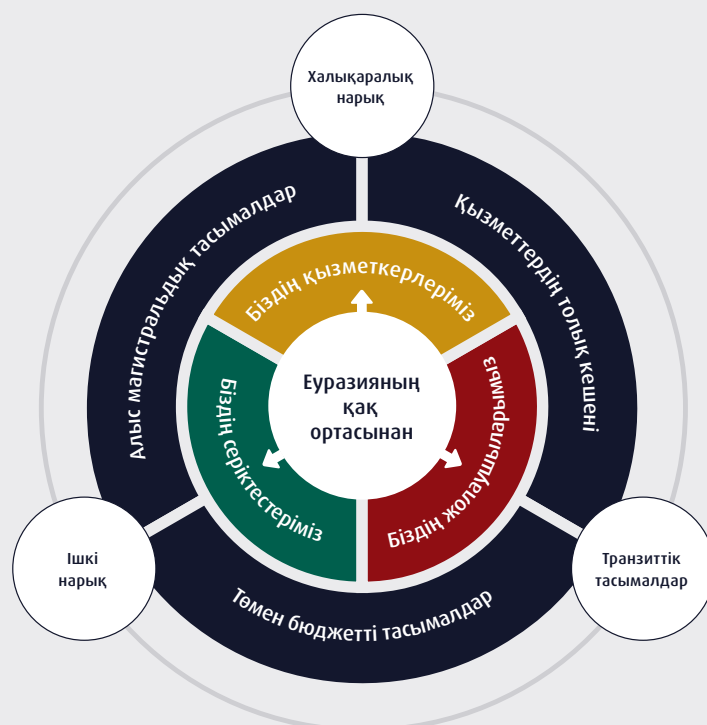 Халықаралық
нарық
Алыс магистральдық тасымалдар
Қызметтердің толық кешені
Біздің қызметкерлеріміз
Еуразияның
қақ
ортасынан
Біздің серіктестеріміз
Біздің жолаушыларымыз
Ішкі
нарық
Транзиттік
тасымалдар
Төмен бюджетті тасымалдар